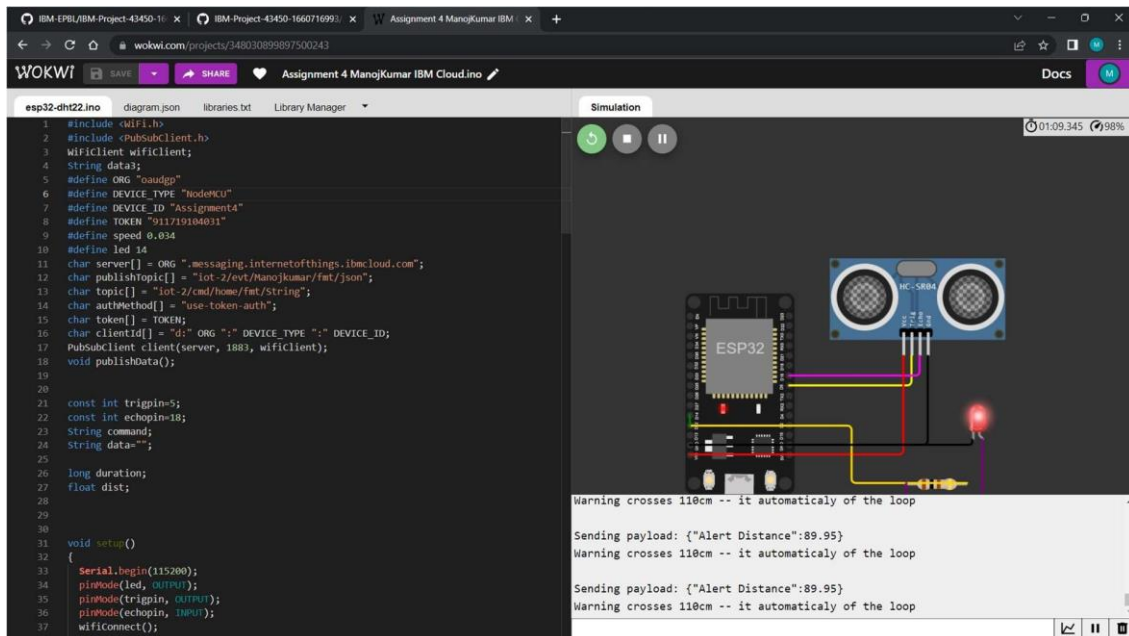 IBM-EPBL/IBM-Project-43450-16
IBM-Project-43450-1660716993/
Assignment 4 ManojKumar IBM
wokwi.com/projects/348030899897500243
WOKWI
SAVE
SHARE
Assignment 4 ManojKumar IBM Cloud.ino
Docs
M
esp32-dht22.ino diagram.json libraries.txt Library Manager
Simulation
01:09.345 98%
1 #include <WiFi.h>
2 #include <PubSubClient.h>
3 WiFiClient wifiClient;
4 String data3;
5 #define ORG "oaudgp"
6 #define DEVICE_TYPE "NodeMCU"
7 #define DEVICE_ID "Assignment4"
8 #define TOKEN "911719104031"
9 #define speed 0.034
10 #define led 14
11 char server[] = ORG ".messaging.internetofthings.ibmcloud.com";
12 char publishTopic[] = "iot-2/evt/Manojkumar/fmt/json";
13 char topic[] = "iot-2/cmd/home/fmt/String";
14 char authMethod[] = "use-token-auth";
15 char token[] = TOKEN;
16 char clientId[] = "d:" ORG ":" DEVICE_TYPE ":" DEVICE_ID;
17 PubSubClient client(server, 1883, wifiClient);
18 void publishData();
19
20
21 const int trigpin=5;
22 const int echopin=18;
23 String command;
24 String data="";
25
26 long duration;
27 float dist;
28
29
30
31 void setup()
32 {
33 Serial.begin(115200);
34 pinMode(led, OUTPUT);
35 pinMode(trigpin, OUTPUT);
36 pinMode(echopin, INPUT);
37 wifiConnect();
HC-SR04
Vcc
Trig
Echo
Gnd
ESP32
Warning crosses 110cm -- it automaticaly of the loop
Sending payload: {"Alert Distance":89.95}
Warning crosses 110cm -- it automaticaly of the loop
Sending payload: {"Alert Distance":89.95}
Warning crosses 110cm -- it automaticaly of the loop